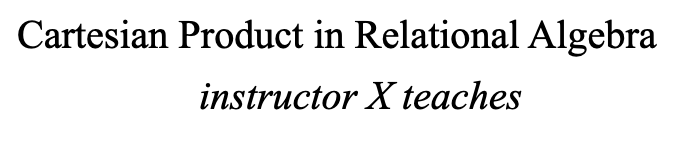 Cartesian Product in Relational Algebra
instructor X teaches